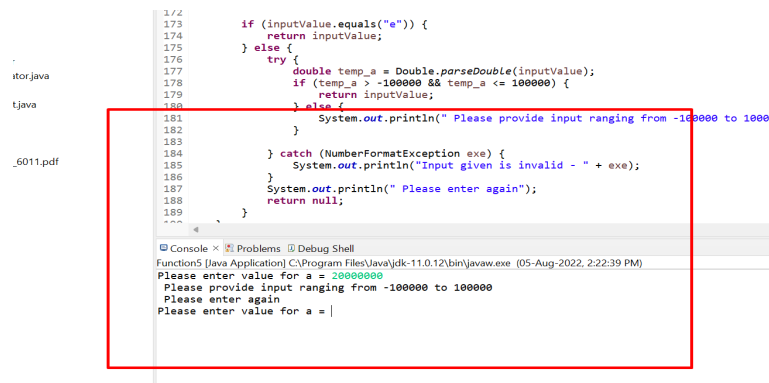 172
173 if (inputValue.equals("e")) {
174 return inputValue;
175 } else {
176 try {
177 double temp_a = Double.parseDouble(inputValue);
178 if (temp_a > -100000 && temp_a <= 100000) {
179 return inputValue;
180 } else {
181 System.out.println(" Please provide input ranging from -100000 to 1000
182 }
183
184 } catch (NumberFormatException exe) {
185 System.out.println("Input given is invalid - " + exe);
186 }
187 System.out.println(" Please enter again");
188 return null;
189 }
ator.java
t.java
_6011.pdf
Console × Problems Debug Shell
Function5 [Java Application] C:\Program Files\Java\jdk-11.0.12\bin\javaw.exe (05-Aug-2022, 2:22:39 PM)
Please enter value for a = 20000000
Please provide input ranging from -100000 to 100000
Please enter again
Please enter value for a =